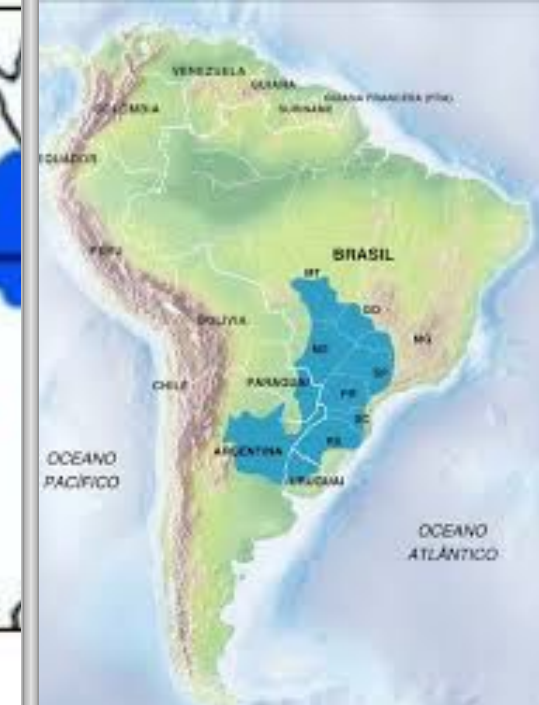 VENEZUELA
GUIANA
GUIANA FRANCESA (FRA)
SURINAME
COLÔMBIA
EQUADOR
PERU
BRASIL
MT
GO
BOLÍVIA
MG
MS
SP
CHILE
PARAGUAI
PR
SC
RS
ARGENTINA
URUGUAI
OCEANO
PACÍFICO
OCEANO
ATLÂNTICO